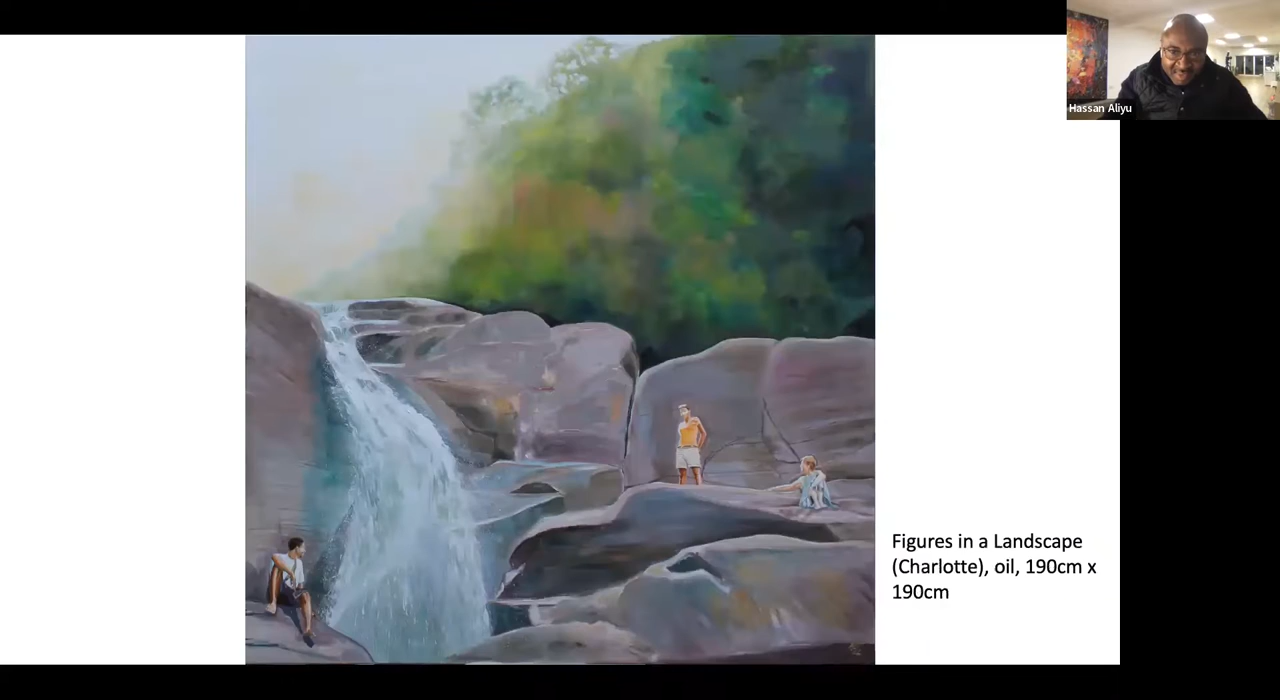 Hassan Aliyu
Figures in a Landscape
(Charlotte), oil, 190cm x
190cm